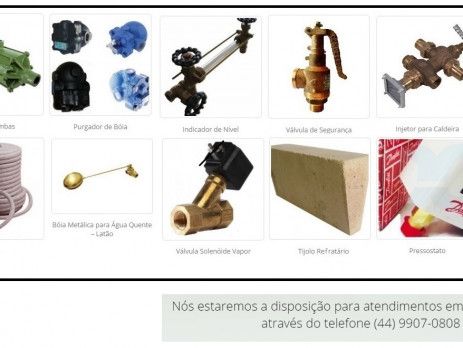 mbas
Purgador de Bóia
Indicador de Nível
Válvula de Segurança
Injetor para Caldeira
Bóia Metálica para Água Quente
– Latão
Válvula Solenóide Vapor
Tijolo Refratário
Pressostato
Nós estaremos a disposição para atendimentos em
através do telefone (44) 9907-0808